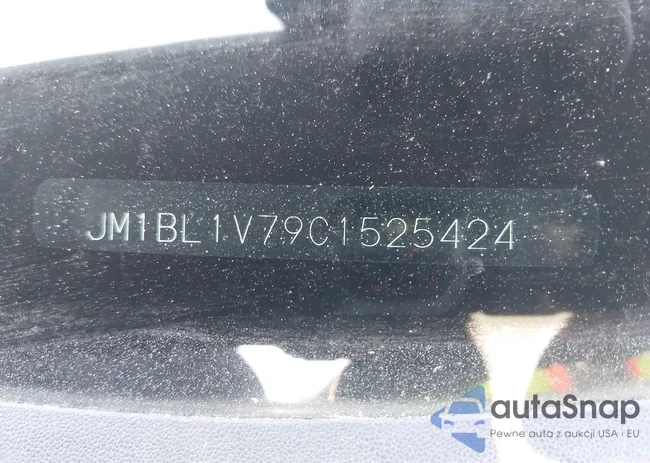 JM1BL1V79C1525424
autaSnap
Pewne auta z aukcji USA i EU